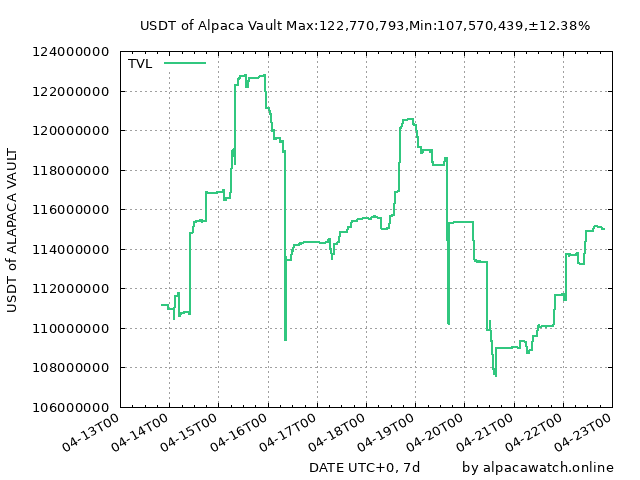 USDT of Alpaca Vault Max:122,770,793,Min:107,570,439,±12.38%
TVL
USDT of ALAPACA VAULT
124000000
122000000
120000000
118000000
116000000
114000000
112000000
110000000
108000000
106000000
04-13T00
04-14T00
04-15T00
04-16T00
04-17T00
04-18T00
04-19T00
04-20T00
04-21T00
04-22T00
04-23T00
DATE UTC+0, 7d
by alpacawatch.online